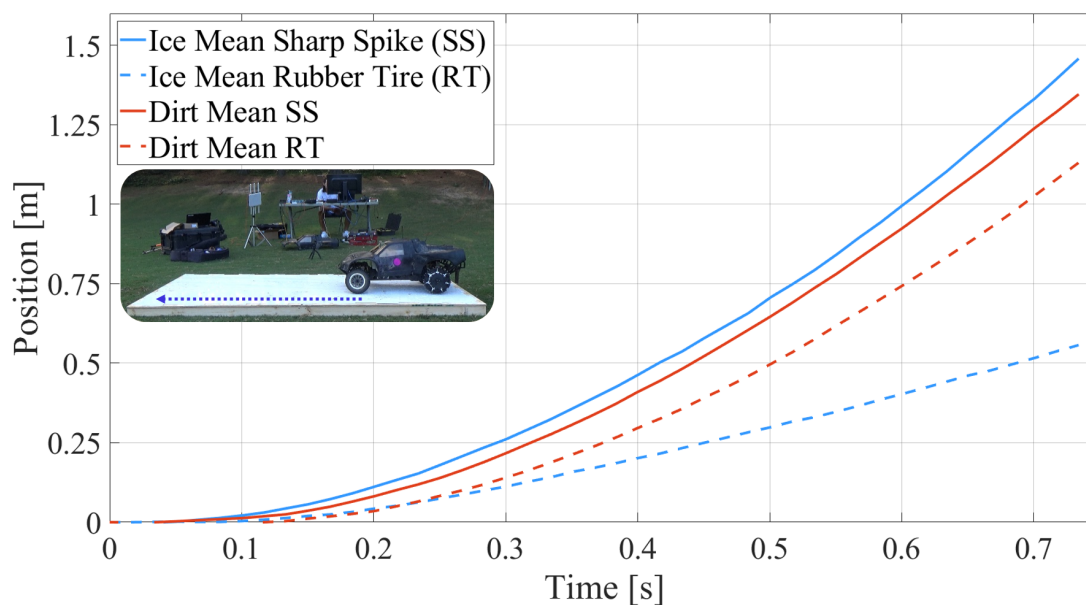 Ice Mean Sharp Spike (SS)
Ice Mean Rubber Tire (RT)
Dirt Mean SS
Dirt Mean RT
Position [m]
1.5
1.25
1
0.75
0.5
0.25
0
0 0.1 0.2 0.3 0.4 0.5 0.6 0.7
Time [s]